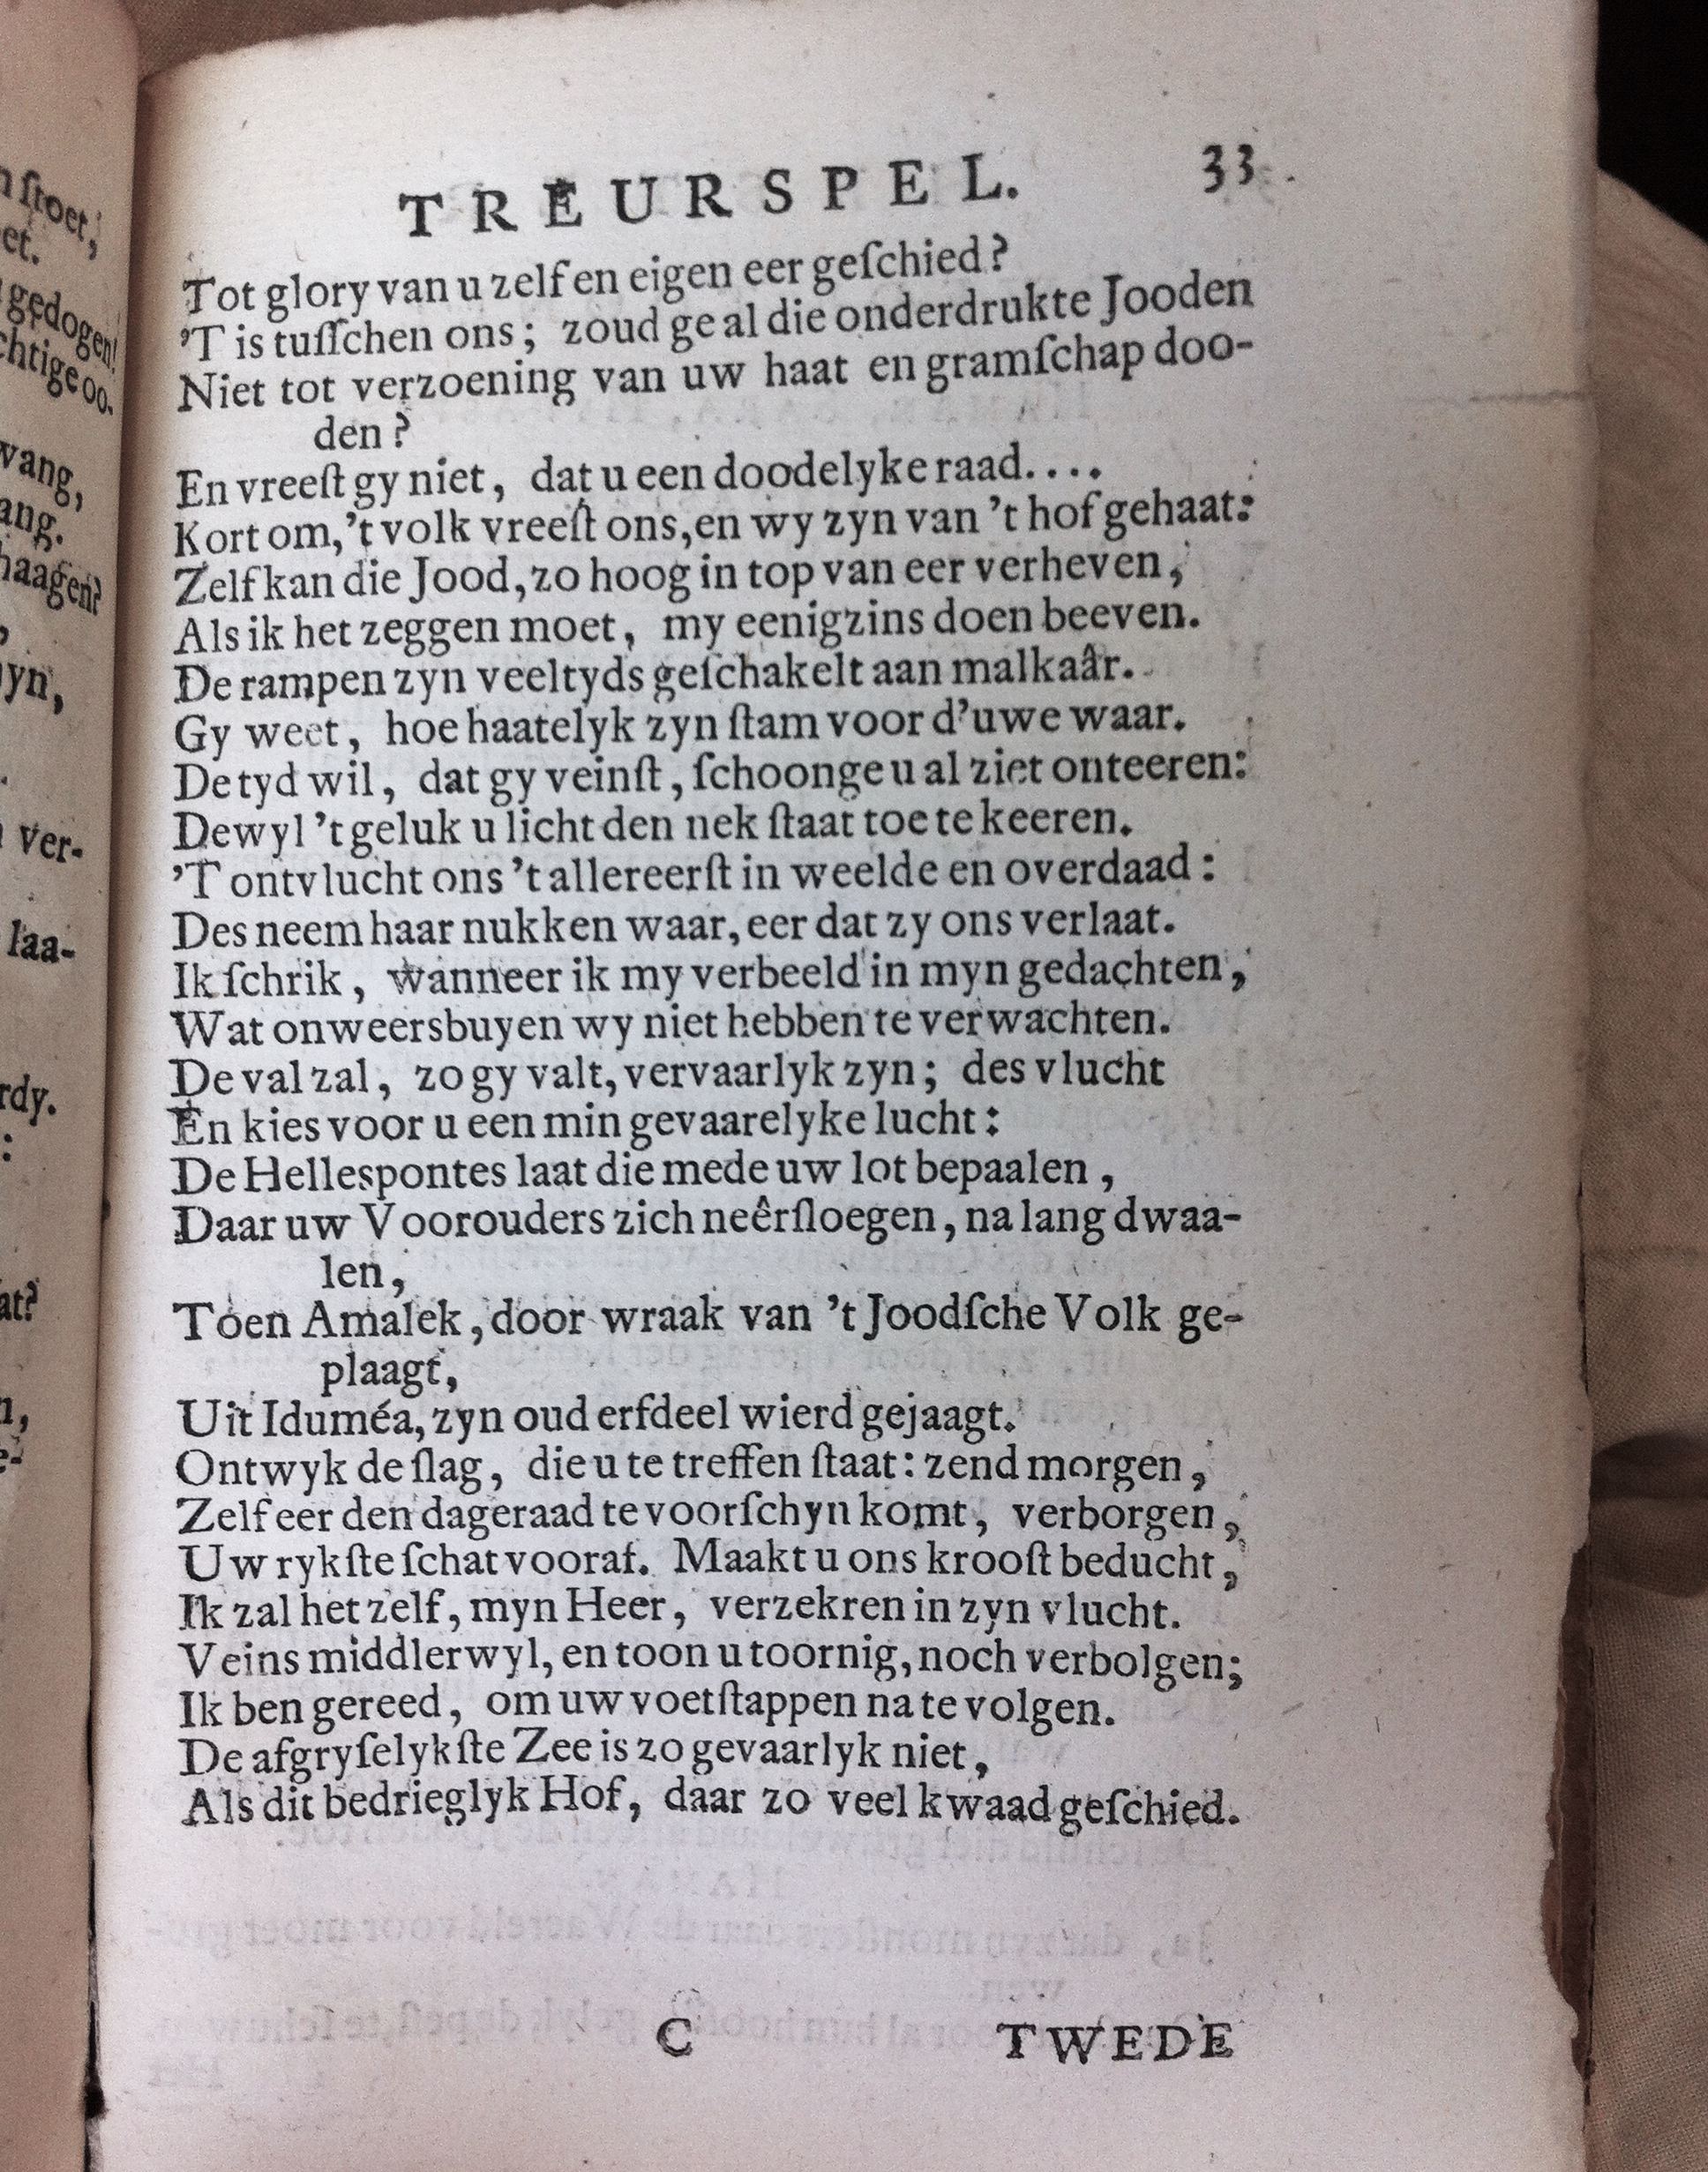 TREURSPEL. 33
Tot glory van u zelf en eigen eer geſchied?
'T is tuſſchen ons; zoud ge al die onderdrukte Jooden
Niet tot verzoening van uw haat en gramſchap doo-
den?
En vreeſt gy niet, dat u een doodelyke raad....
Kort om, 't volk vreeſt ons, en wy zyn van 't hof gehaat:
Zelf kan die Jood, zo hoog in top van eer verheven,
Als ik het zeggen moet, my eenigzins doen beeven.
De rampen zyn veeltyds geſchakelt aan malkaâr.
Gy weet, hoe haatelyk zyn ſtam voor d'uwe waar.
De tyd wil, dat gy veinſt, ſchoon ge u al ziet onteeren:
Dewyl 't geluk u licht den nek ſtaat toe te keeren.
'T ontvlucht ons 't allereerſt in weelde en overdaad:
Des neem haar nukken waar, eer dat zy ons verlaat.
Ik ſchrik, wanneer ik my verbeeld in myn gedachten,
Wat onweersbuyen wy niet hebben te verwachten.
De val zal, zo gy valt, vervaarlyk zyn; des vlucht
En kies voor u een min gevaarelyke lucht:
De Hellespontes laat die mede uw lot bepaalen,
Daar uw Voorouders zich neêrſloegen, na lang dwaa-
len,
Toen Amalek, door wraak van 't Joodſche Volk ge-
plaagt,
Uit Iduméa, zyn oud erfdeel wierd gejaagt.
Ontwyk de ſlag, die u te treffen ſtaat: zend morgen,
Zelf eer den dageraad te voorſchyn komt, verborgen,
Uw rykſte ſchat vooraf. Maakt u ons krooſt beducht,
Ik zal het zelf, myn Heer, verzekren in zyn vlucht.
Veins middlerwyl, en toon u toornig, noch verbolgen;
Ik ben gereed, om uw voetſtappen na te volgen.
De afgryſelykſte Zee is zo gevaarlyk niet,
Als dit bedrieglyk Hof, daar zo veel kwaad geſchied.
C TWEDE